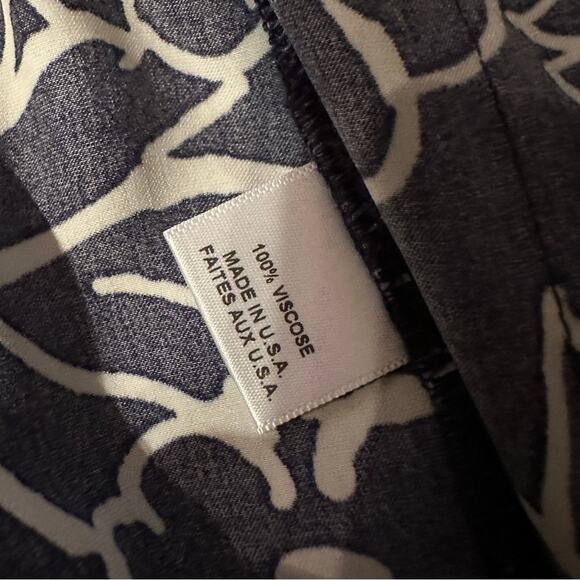 100% VISCOSE
MADE IN U.S.A.
FAITES AUX U.S.A.